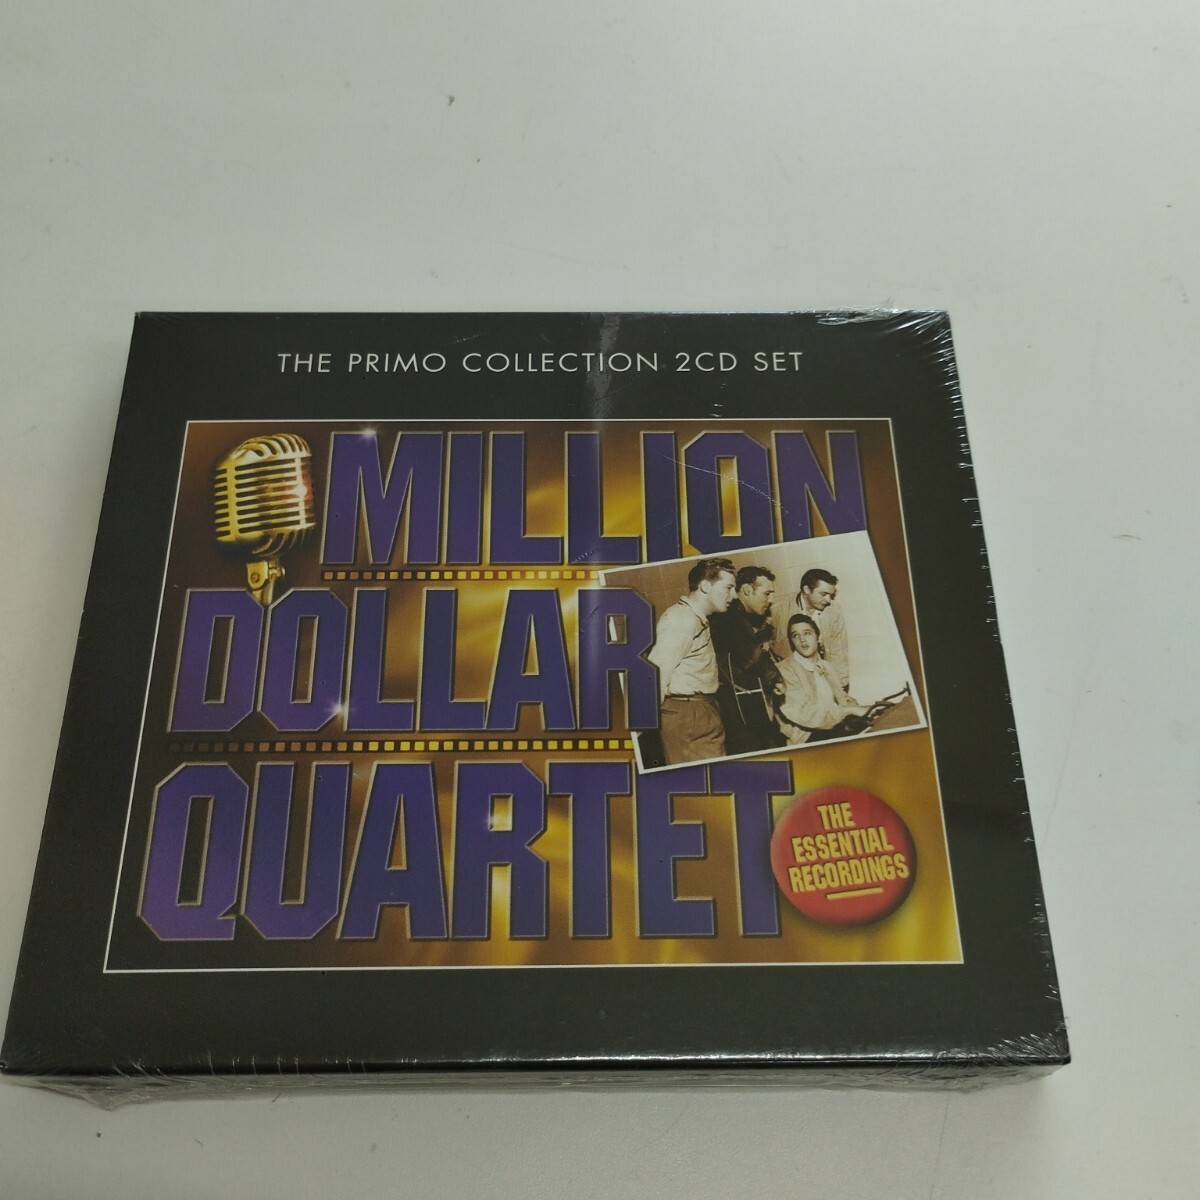 THE PRIMO COLLECTION 2CD SET
MILLION
DOLLAR
QUARTET
THE
ESSENTIAL
RECORDINGS